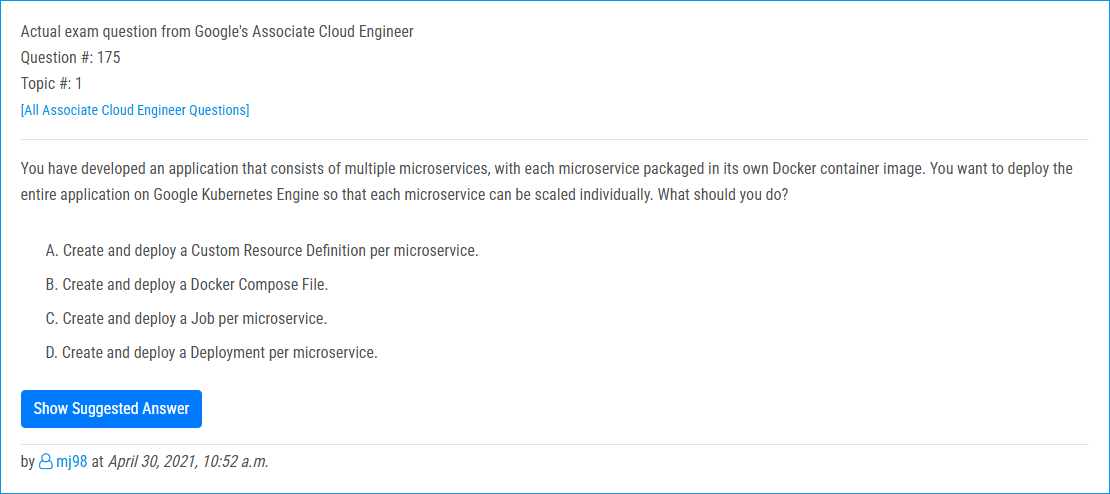 Actual exam question from Google's Associate Cloud Engineer
Question #: 175
Topic #: 1
[All Associate Cloud Engineer Questions]
You have developed an application that consists of multiple microservices, with each microservice packaged in its own Docker container image. You want to deploy the
entire application on Google Kubernetes Engine so that each microservice can be scaled individually. What should you do?
A. Create and deploy a Custom Resource Definition per microservice.
B. Create and deploy a Docker Compose File.
C. Create and deploy a Job per microservice.
D. Create and deploy a Deployment per microservice.
Show Suggested Answer
by mj98 at April 30, 2021, 10:52 a.m.